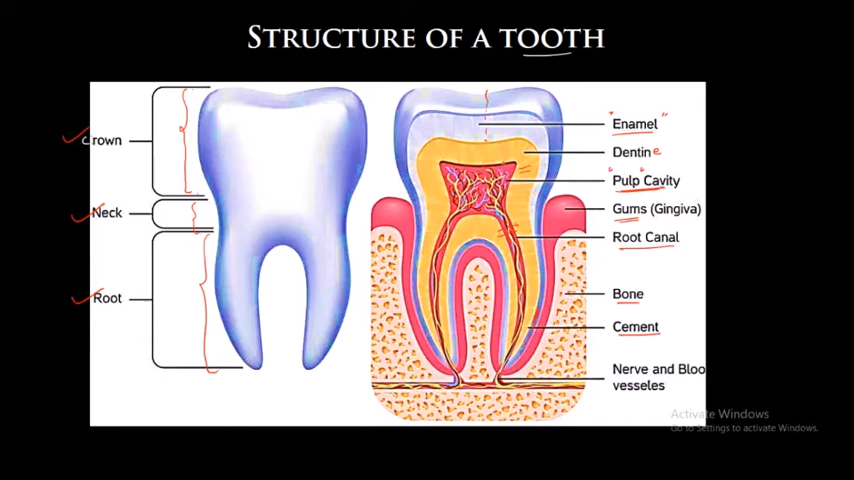 STRUCTURE OF A TOOTH
Crown
Neck
Root
"Enamel"
Dentine
"Pulp" Cavity
Gums (Gingiva)
Root Canal
Bone
Cement
Nerve and Bloo
vesseles
Activate Windows
Go to Settings to activate Windows.